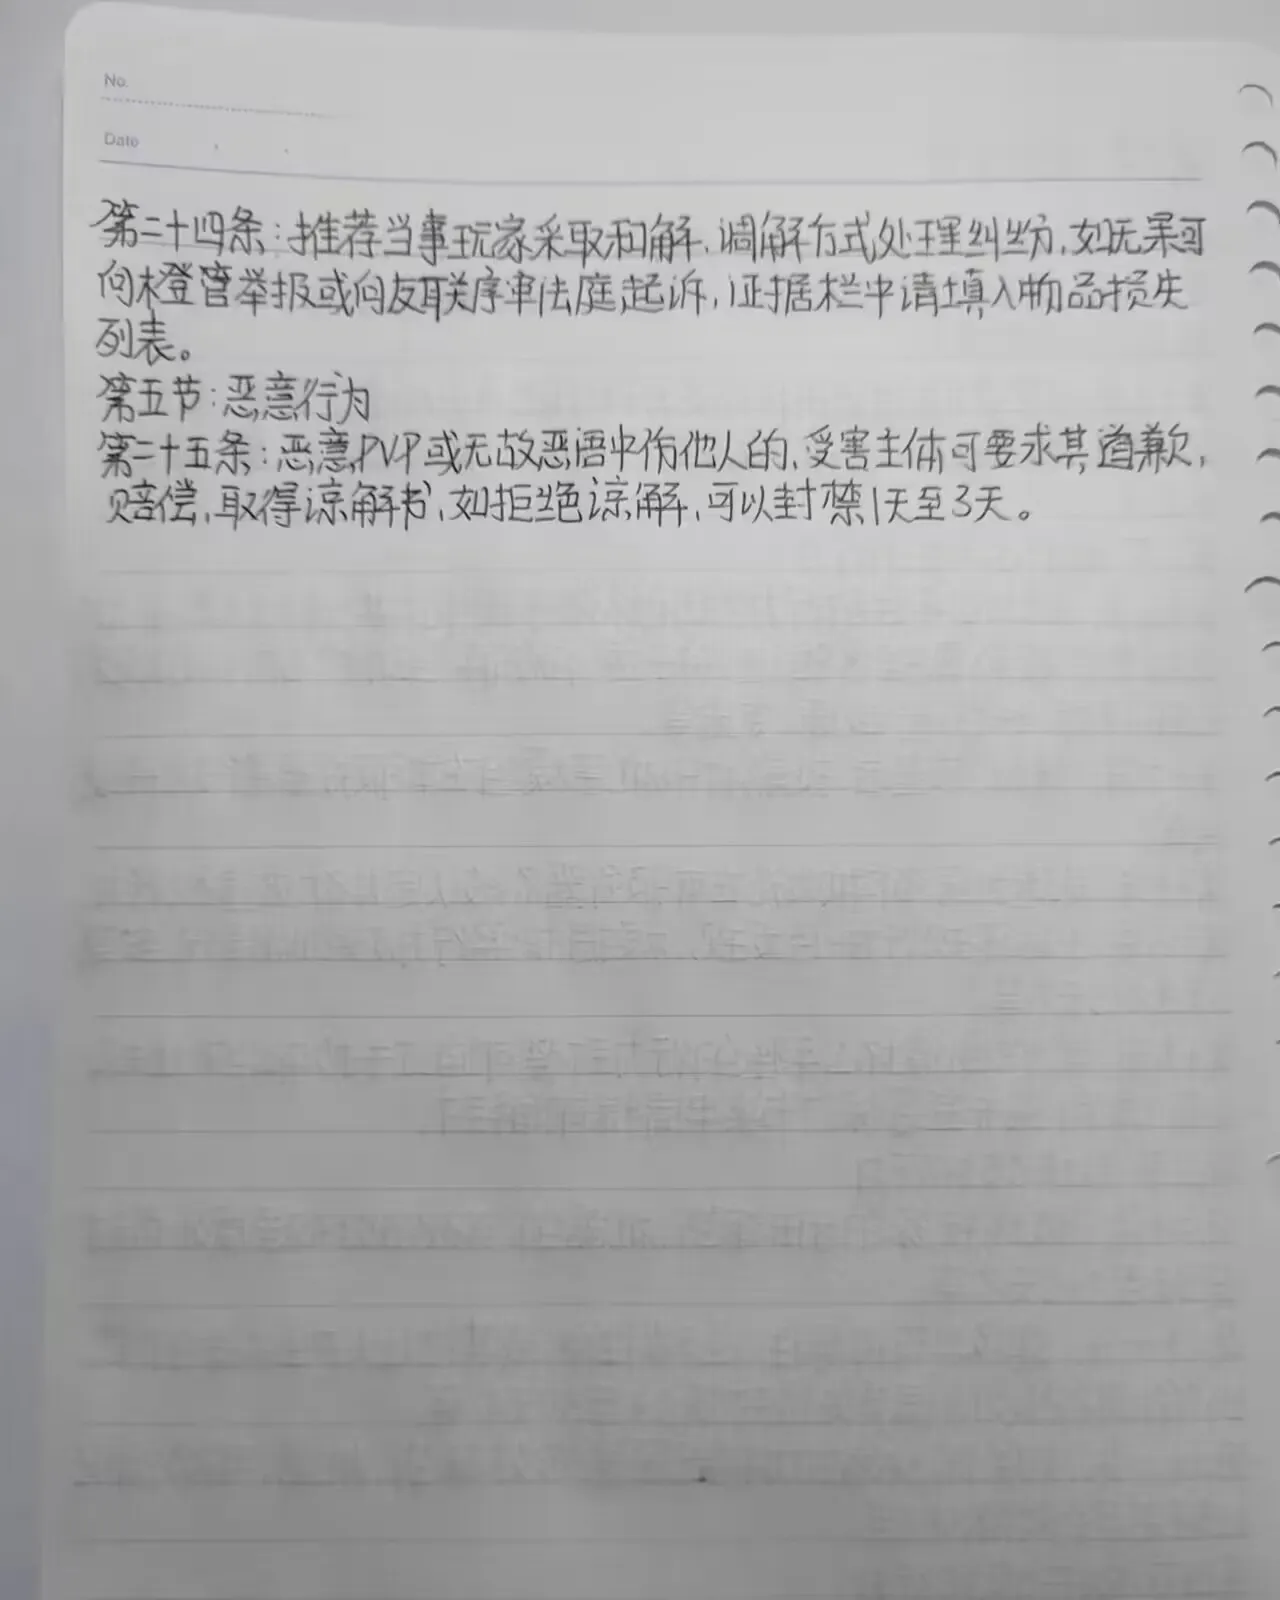 No.
Date
第二十四条：推荐当事玩家采取和解、调解方式处理纠纷，如无果可
向橙管举报或向友联序审法庭起诉，证据栏中请填入物品损失
列表。
第五节：恶意行为
第二十五条：恶意PVP或无故恶语中伤他人的，受害主体可要求其道歉，
赔偿，取得谅解书，如拒绝谅解，可以封禁1天至3天。